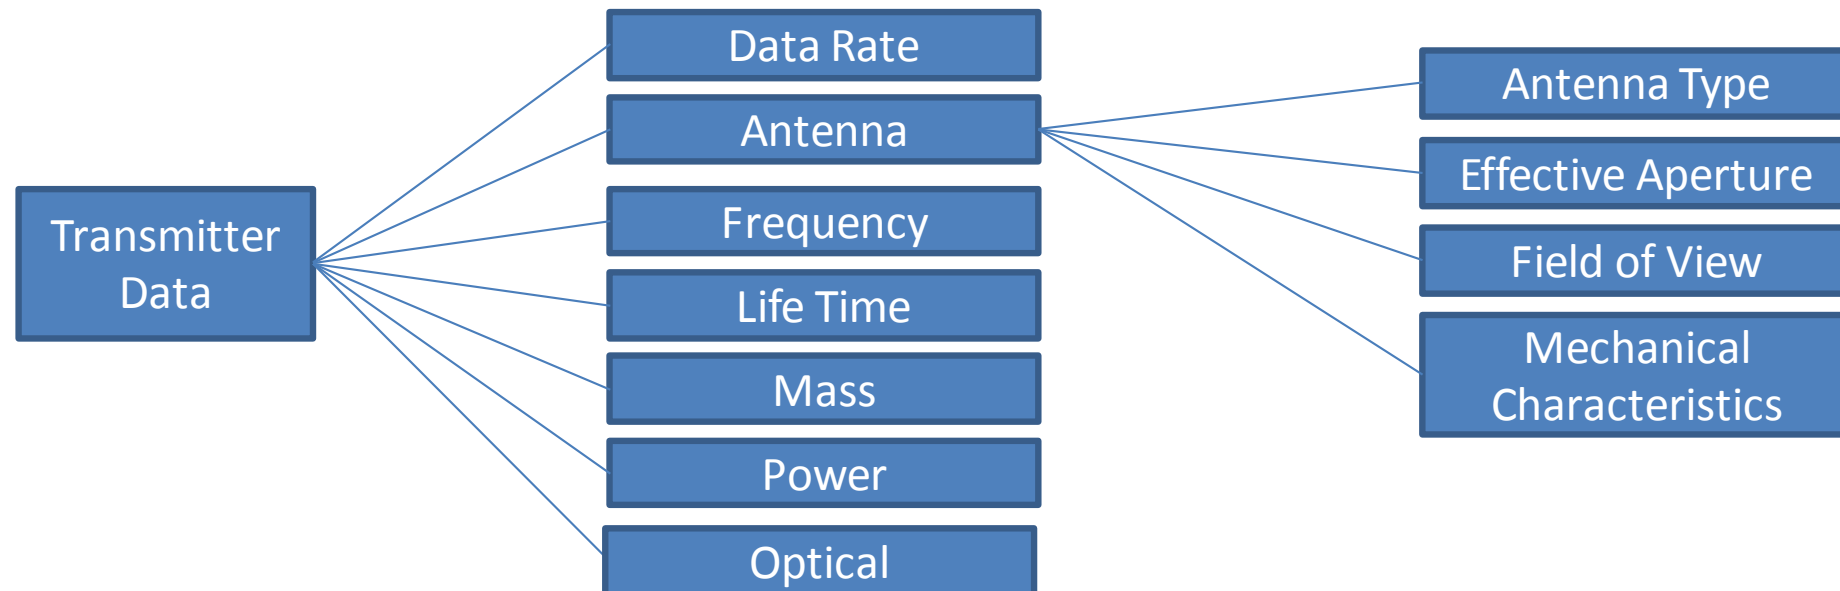 Transmitter
Data
Data Rate
Antenna
Frequency
Life Time
Mass
Power
Optical
Antenna Type
Effective Aperture
Field of View
Mechanical
Characteristics